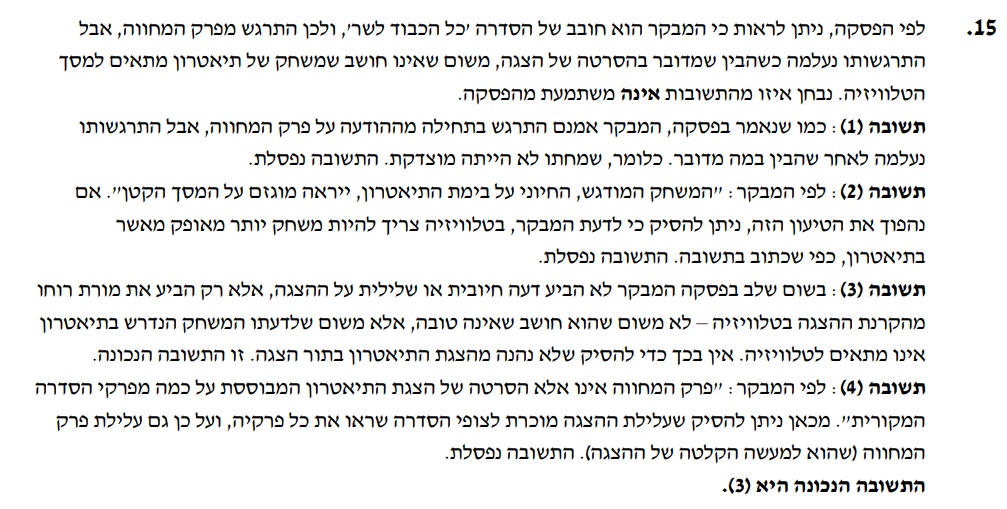 15. לפי הפסקה, ניתן לראות כי המבקר הוא חובב של הסדרה 'כל הכבוד לשר', ולכן התרגש מפרק המחווה, אבל
התרגשותו נעלמה כשהבין שמדובר בהסרטה של הצגה, משום שאינו חושב שמשחק של תיאטרון מתאים למסך
הטלוויזיה. נבחן איזו מהתשובות אינה משתמעת מהפסקה.
תשובה (1): כמו שנאמר בפסקה, המבקר אמנם התרגש בתחילה מההודעה על פרק המחווה, אבל התרגשותו
נעלמה לאחר שהבין במה מדובר. כלומר, שמחתו לא הייתה מוצדקת. התשובה נפסלת.
תשובה (2): לפי המבקר: "המשחק המודגש, החיוני על בימת התיאטרון, ייראה מוגזם על המסך הקטן". אם
נהפוך את הטיעון הזה, ניתן להסיק כי לדעת המבקר, בטלוויזיה צריך להיות משחק יותר מאופק מאשר
בתיאטרון, כפי שכתוב בתשובה. התשובה נפסלת.
תשובה (3): בשום שלב בפסקה המבקר לא הביע דעה חיובית או שלילית על ההצגה, אלא רק הביע את מורת רוחו
מהקרנת ההצגה בטלוויזיה – לא משום שהוא חושב שאינה טובה, אלא משום שלדעתו המשחק הנדרש בתיאטרון
אינו מתאים לטלוויזיה. אין בכך כדי להסיק שלא נהנה מהצגת התיאטרון בתור הצגה. זו התשובה הנכונה.
תשובה (4): לפי המבקר: "פרק המחווה אינו אלא הסרטה של הצגת התיאטרון המבוססת על כמה מפרקי הסדרה
המקורית". מכאן ניתן להסיק שעלילת ההצגה מוכרת לצופי הסדרה שראו את כל פרקיה, ועל כן גם עלילת פרק
המחווה (שהוא למעשה הקלטה של ההצגה). התשובה נפסלת.
התשובה הנכונה היא (3).